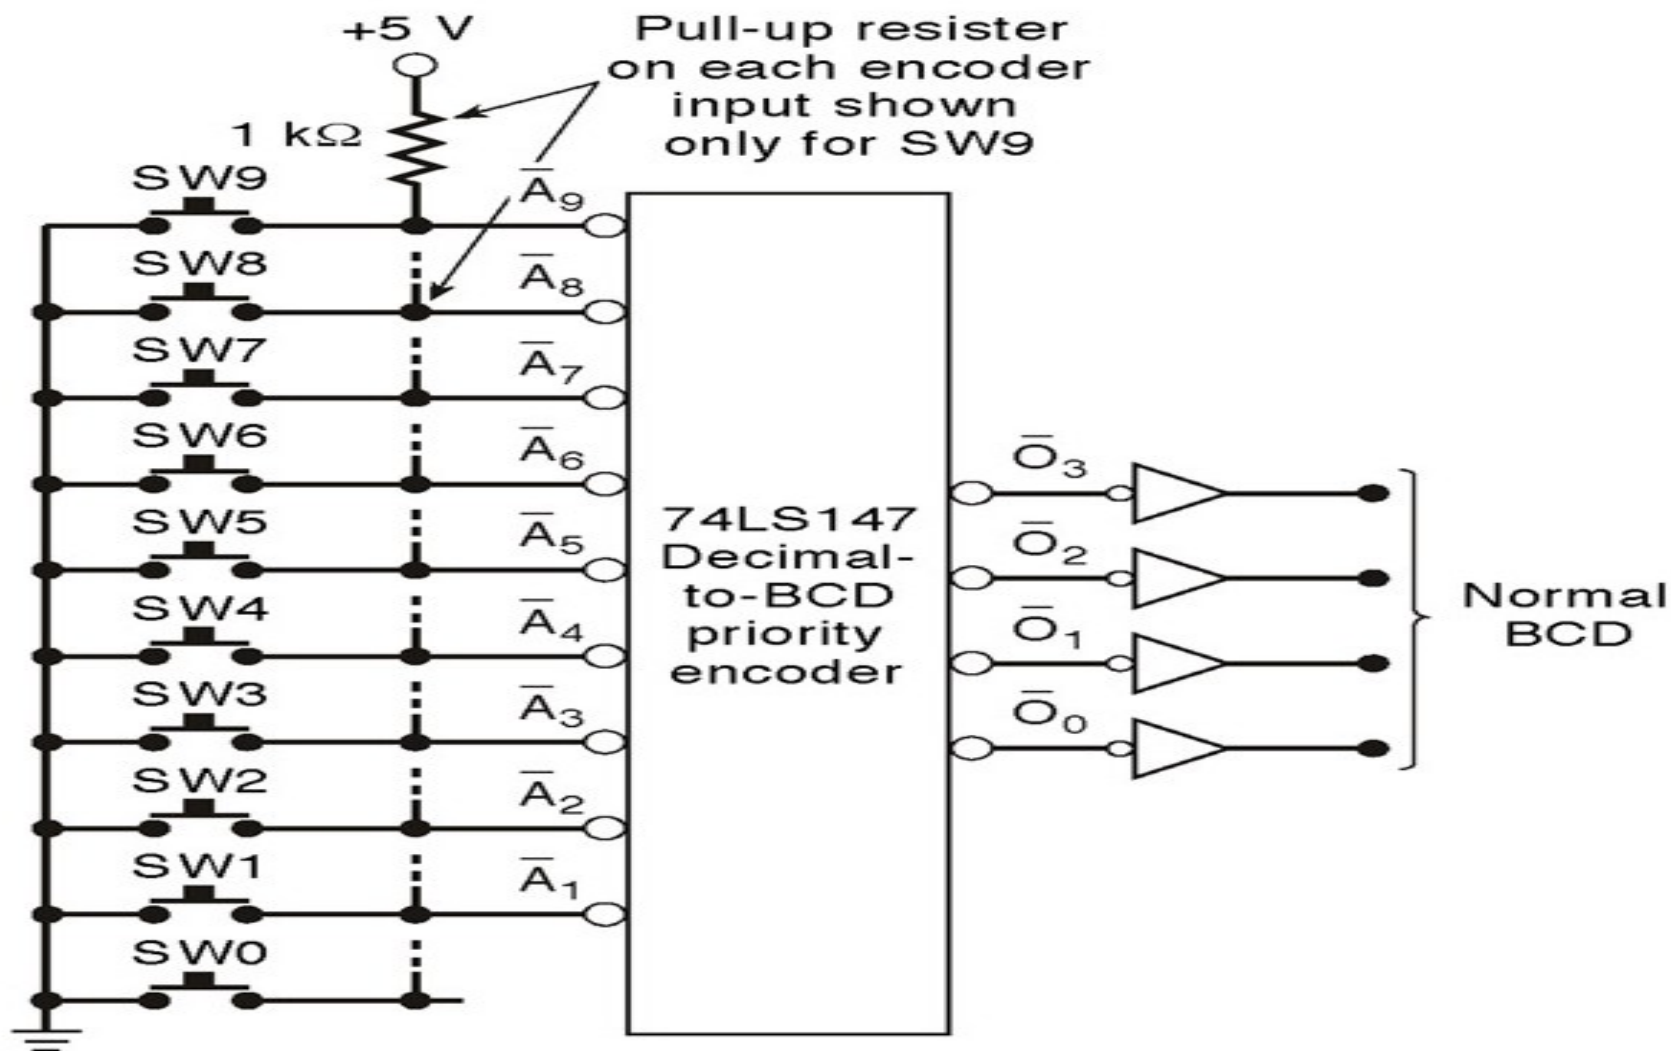 +5 V
Pull-up resister
on each encoder
input shown
only for SW9
1 kΩ
SW9
A̅9
SW8
A̅8
SW7
A̅7
SW6
A̅6
SW5
A̅5
SW4
A̅4
SW3
A̅3
SW2
A̅2
SW1
A̅1
SW0
74LS147
Decimal-
to-BCD
priority
encoder
O̅3
O̅2
O̅1
O̅0
Normal
BCD